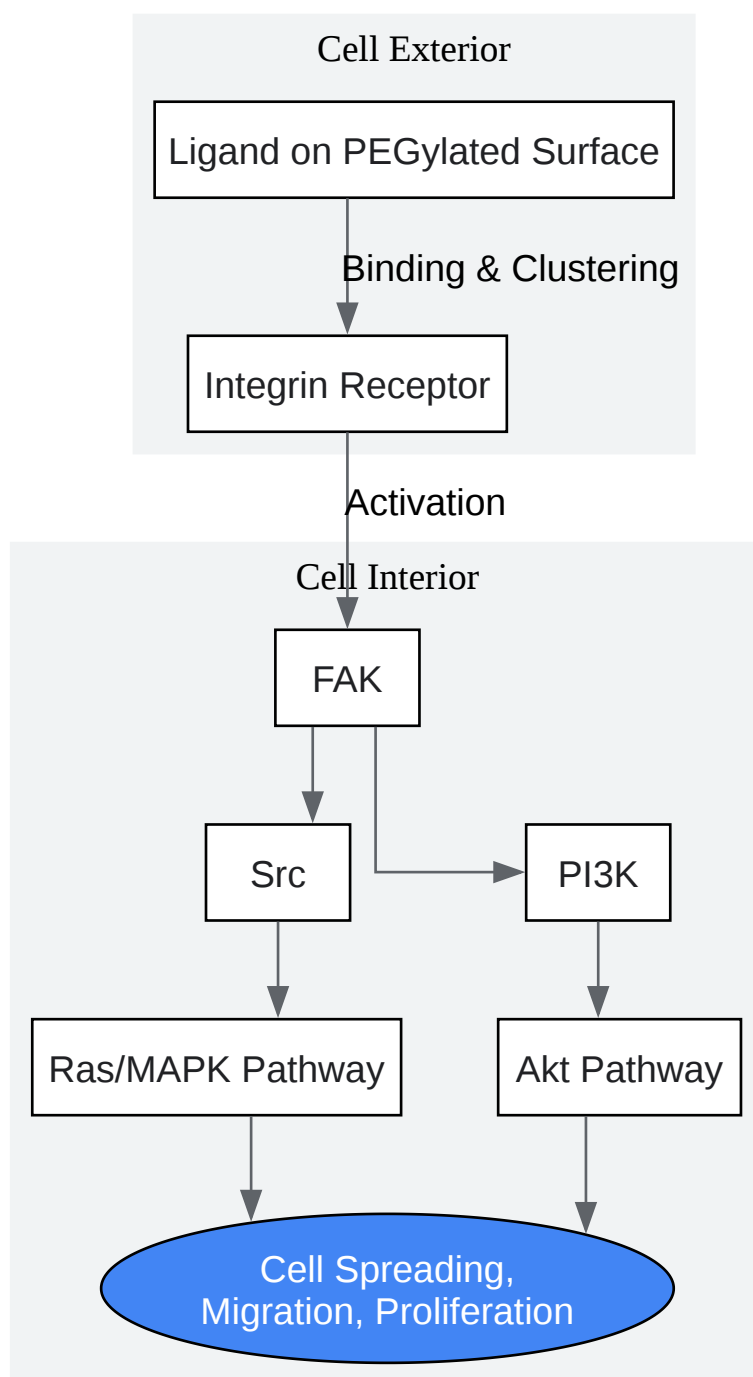 Cell Exterior
Ligand on PEGylated Surface
Binding & Clustering
Integrin Receptor
Activation
Cell Interior
FAK
Src
PI3K
Ras/MAPK Pathway
Akt Pathway
Cell Spreading,
Migration, Proliferation